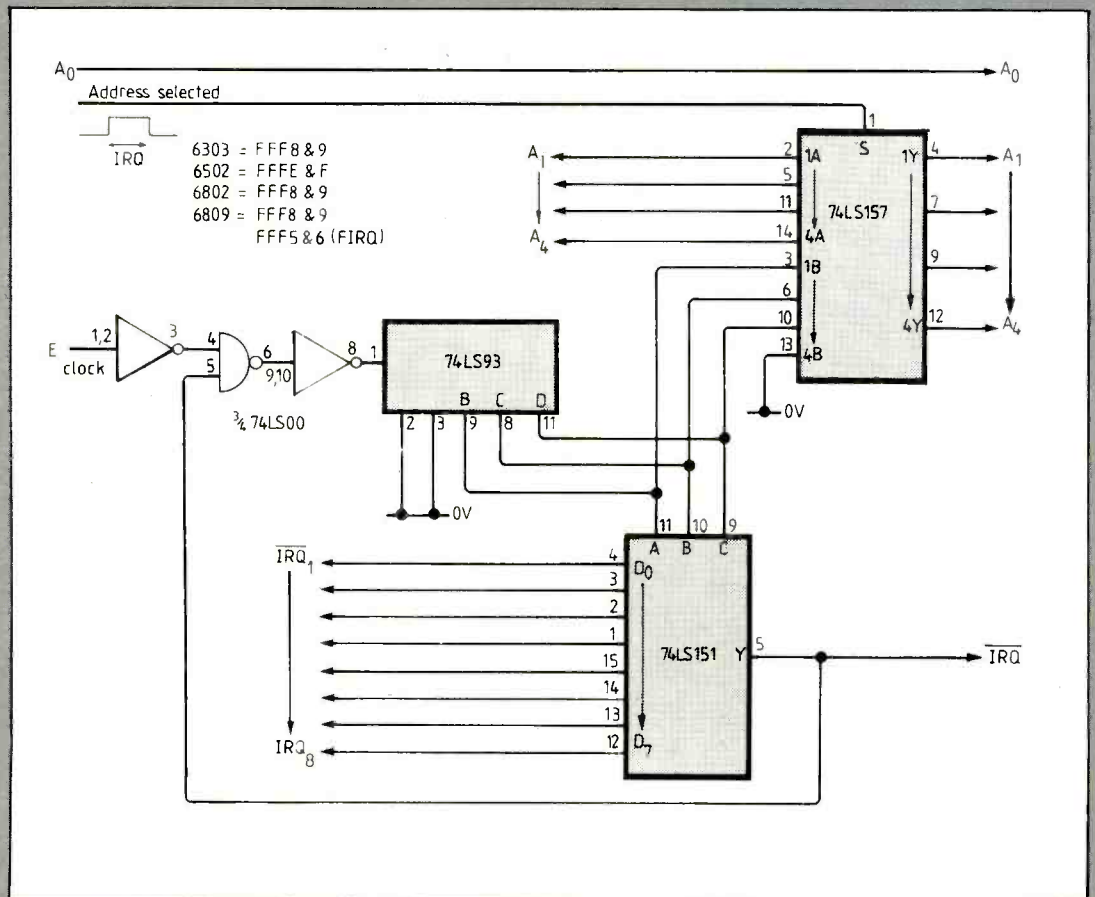 A0 A0
Address selected
IRQ
6303 = FFF8 & 9
6502 = FFFE & F
6802 = FFF8 & 9
6809 = FFF8 & 9
FFF5 & 6 (FIRQ)
1
S
A1 2 1A 1Y 4 A1
5
11 74LS157 7
A4 14 4A
3 1B 9
6
10 4Y 12 A4
13 4B
0V
E 1,2 3 4 6 8 1
clock 5 9,10
¾ 74LS00
74LS93
B C D
2 3 9 8 11
0V
11 10 9
A B C
IRQ̅1 4 D0
3
2
1
15 74LS151 Y 5 IRQ̅
14
13
IRQ8 12 D7